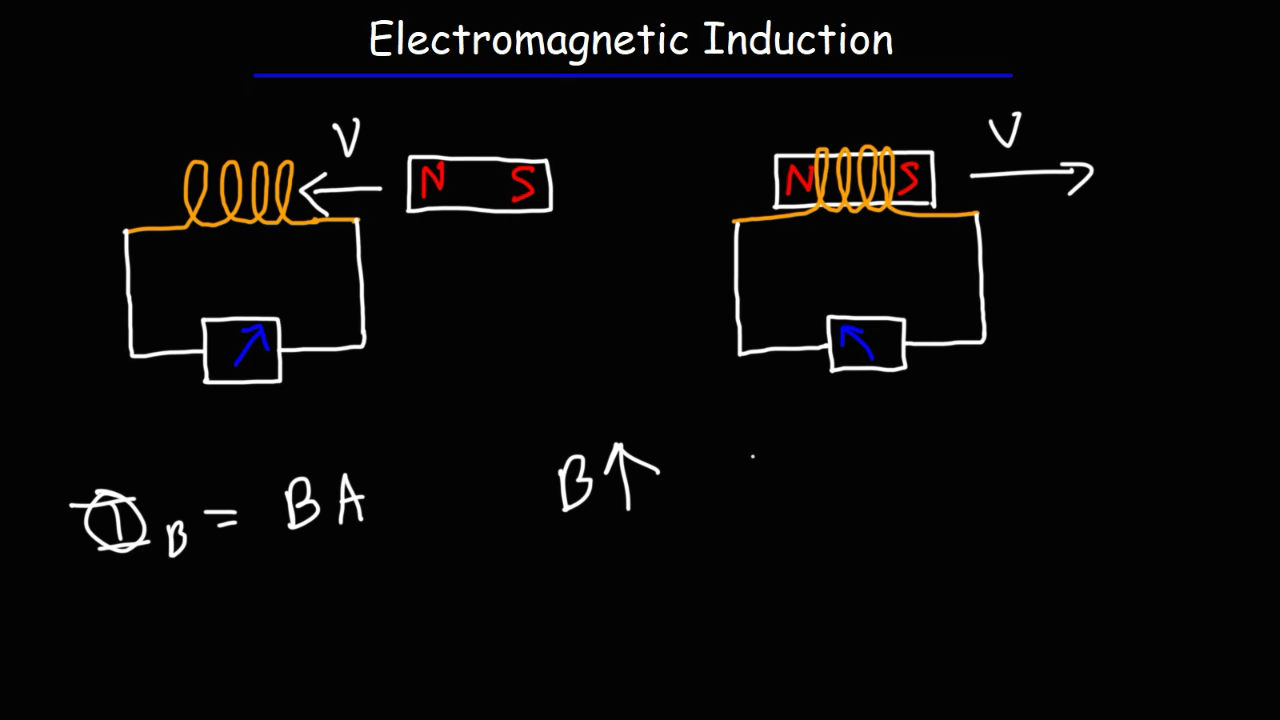 Electromagnetic Induction
V
N S
N S
V
Φ_B = BA
B↑